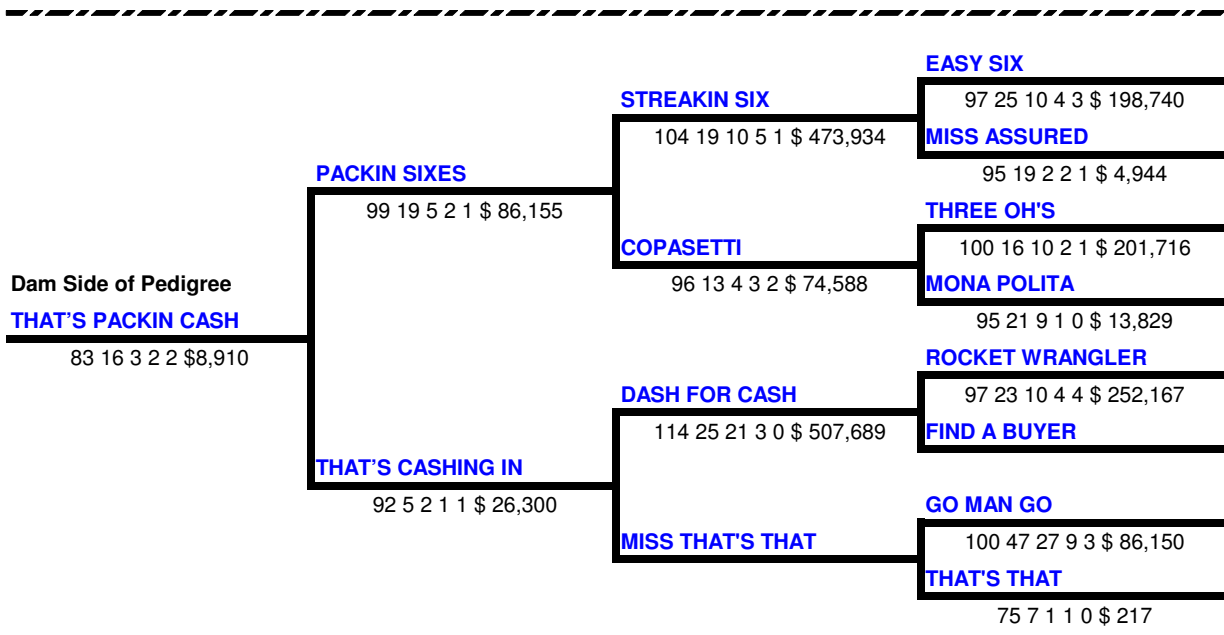 EASY SIX
STREAKIN SIX
97 25 10 4 3 $ 198,740
104 19 10 5 1 $ 473,934
MISS ASSURED
PACKIN SIXES
95 19 2 2 1 $ 4,944
99 19 5 2 1 $ 86,155
THREE OH'S
COPASETTI
100 16 10 2 1 $ 201,716
Dam Side of Pedigree
96 13 4 3 2 $ 74,588
MONA POLITA
THAT’S PACKIN CASH
95 21 9 1 0 $ 13,829
83 16 3 2 2 $8,910
ROCKET WRANGLER
DASH FOR CASH
97 23 10 4 4 $ 252,167
114 25 21 3 0 $ 507,689
FIND A BUYER
THAT’S CASHING IN
92 5 2 1 1 $ 26,300
GO MAN GO
MISS THAT'S THAT
100 47 27 9 3 $ 86,150
THAT'S THAT
75 7 1 1 0 $ 217